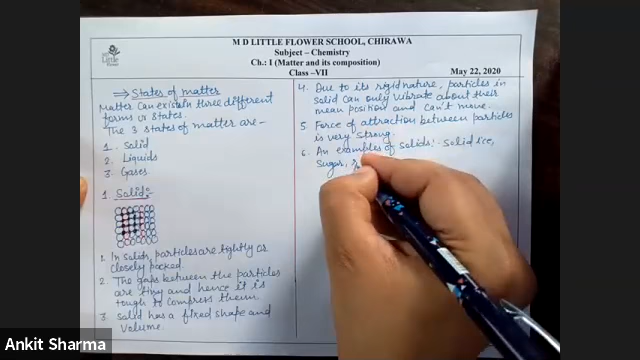 M D LITTLE FLOWER SCHOOL, CHIRAWA
Subject – Chemistry
Ch.: I (Matter and its composition)
Class –VII
May 22, 2020
Little
Flower
→ States of matter
Matter Can exist in three different
forms or states.
The 3 states of matter are -
1. Solid
2. Liquids
3. Gases
1. Solids
1. In solids, particles are tightly or
closely packed.
2. The gaps between the particles
are tiny and hence it is
tough to compress them.
3. Solid has a fixed shape and
volume.
4. Due to its rigid nature, particles in
solid can only vibrate about their
mean position and Can't move.
5 Force of attraction between particles
is very strong.
6. An examples of solids: - solid ice,
Sugar,
Ankit Sharma